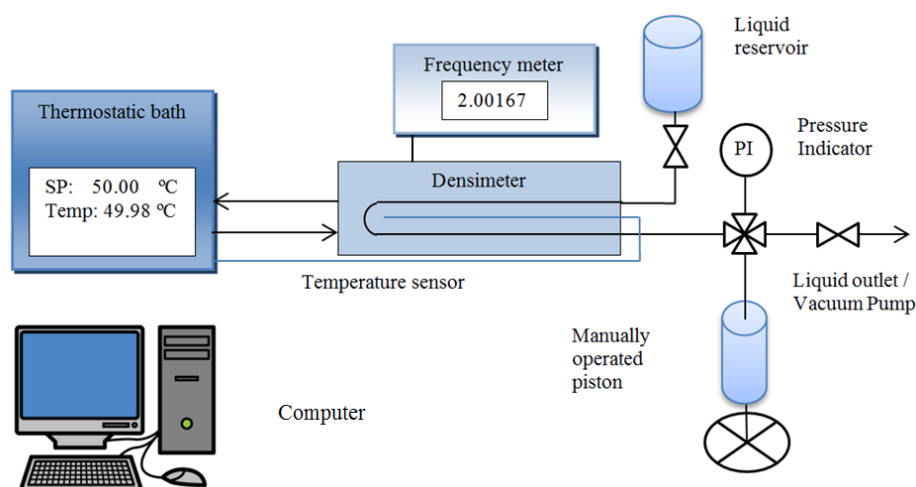 Liquid
reservoir
Frequency meter
2.00167
Thermostatic bath
SP: 50.00 ºC
Temp: 49.98 ºC
Densimeter
PI
Pressure
Indicator
Temperature sensor
Liquid outlet /
Vacuum Pump
Manually
operated
piston
Computer